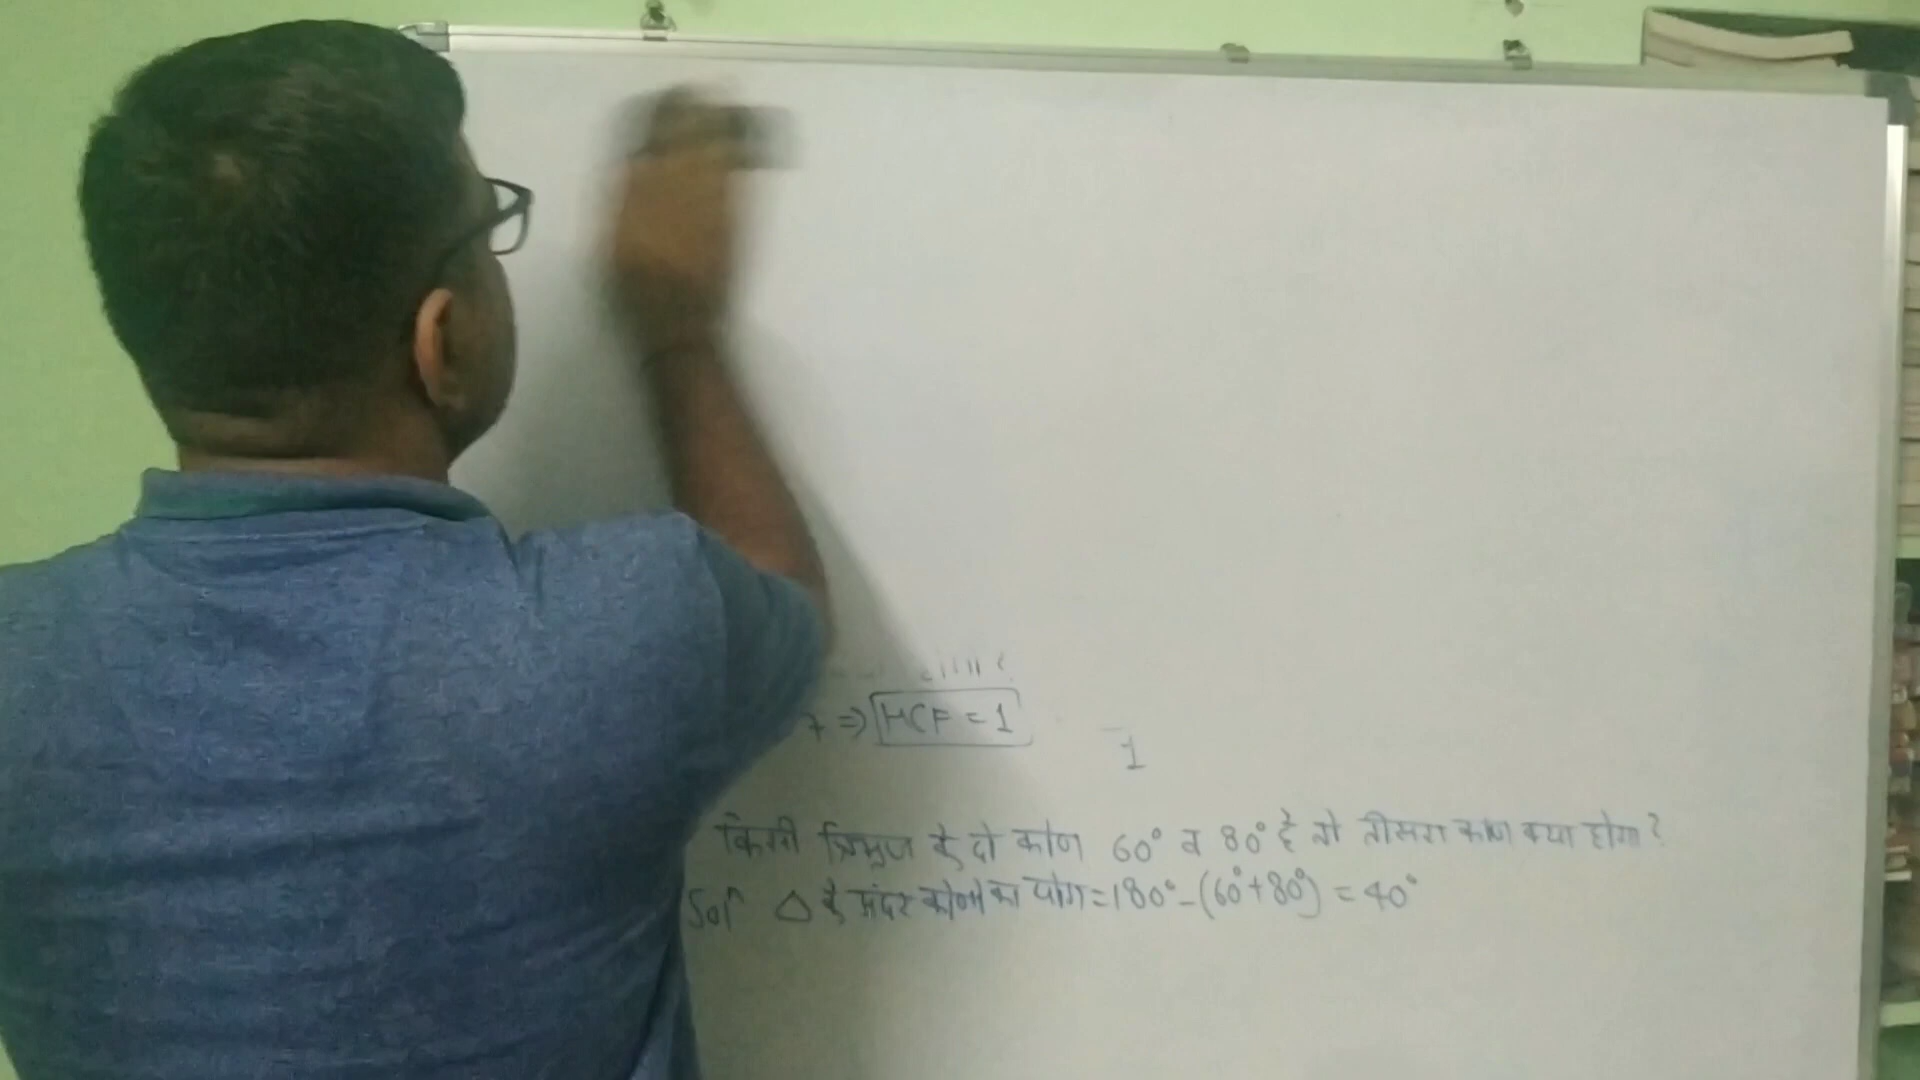 7 ⇒ HCF = 1
1
किसी त्रिभुज के दो कोण 60° व 80° है तो तीसरा कोण क्या होगा?
Sol^n △ के अंदर कोणों का योग = 180° - (60° + 80°) = 40°